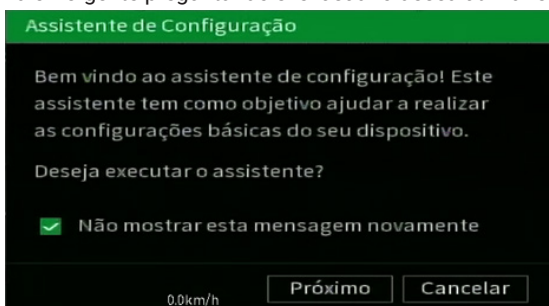 Assistente de Configuração
Bem vindo ao assistente de configuração! Este
assistente tem como objetivo ajudar a realizar
as configurações básicas do seu dispositivo.
Deseja executar o assistente?
Não mostrar esta mensagem novamente
Próximo Cancelar
0.0km/h